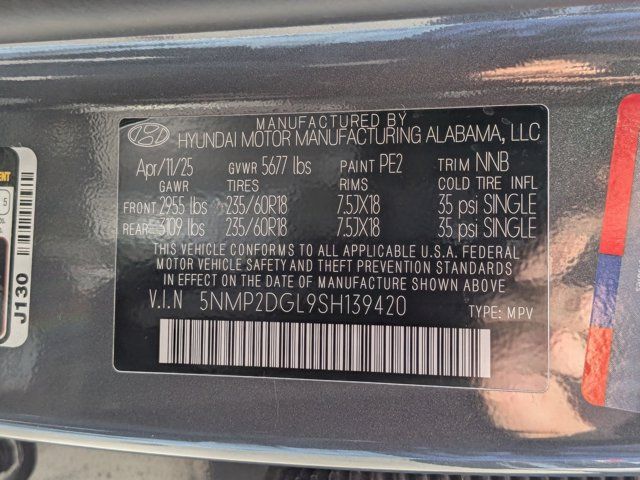 MANUFACTURED BY
HYUNDAI MOTOR MANUFACTURING ALABAMA, LLC
Apr/11/25 GVWR 5677 lbs PAINT PE2 TRIM NNB
GAWR TIRES RIMS COLD TIRE INFL
FRONT 2955 lbs 235/60R18 7.5JX18 35 psi SINGLE
REAR 3109 lbs 235/60R18 7.5JX18 35 psi SINGLE
THIS VEHICLE CONFORMS TO ALL APPLICABLE U.S.A. FEDERAL
MOTOR VEHICLE SAFETY AND THEFT PREVENTION STANDARDS
IN EFFECT ON THE DATE OF MANUFACTURE SHOWN ABOVE
V.I.N 5NMP2DGL9SH139420 TYPE: MPV
5
J130